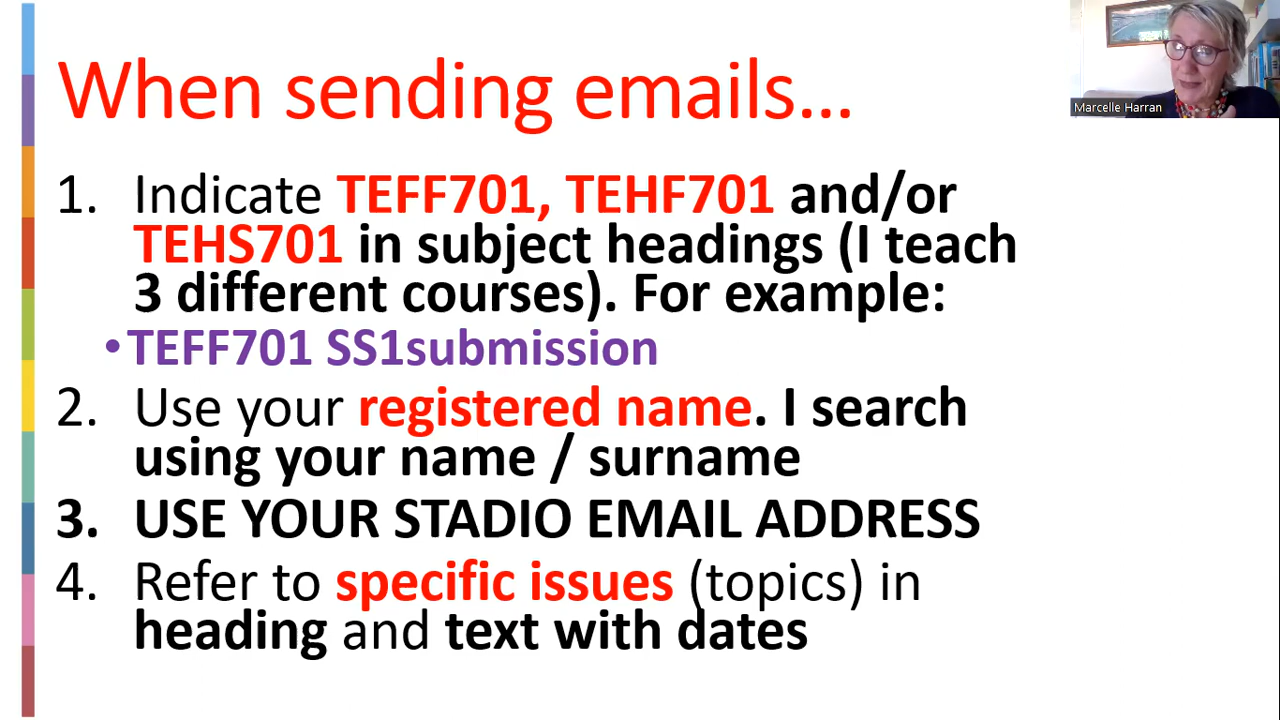 When sending emails...
Marcelle Harran
1. Indicate TEFF701, TEHF701 and/or
TEHS701 in subject headings (I teach
3 different courses). For example:
•TEFF701 SS1submission
2. Use your registered name. I search
using your name / surname
3. USE YOUR STADIO EMAIL ADDRESS
4. Refer to specific issues (topics) in
heading and text with dates